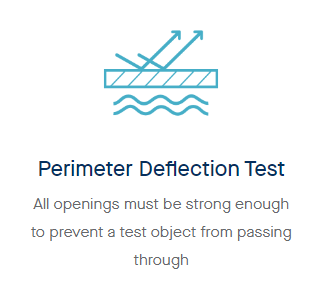 Perimeter Deflection Test
All openings must be strong enough
to prevent a test object from passing
through